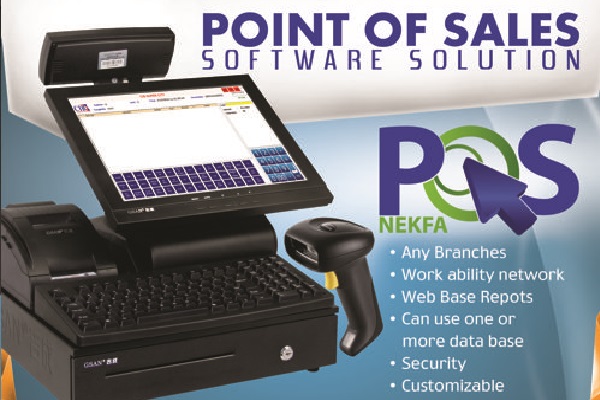 POINT OF SALES
SOFTWARE SOLUTION
POS
NEKFA
• Any Branches
• Work ability network
• Web Base Repots
• Can use one or
more data base
• Security
• Customizable
GSAN